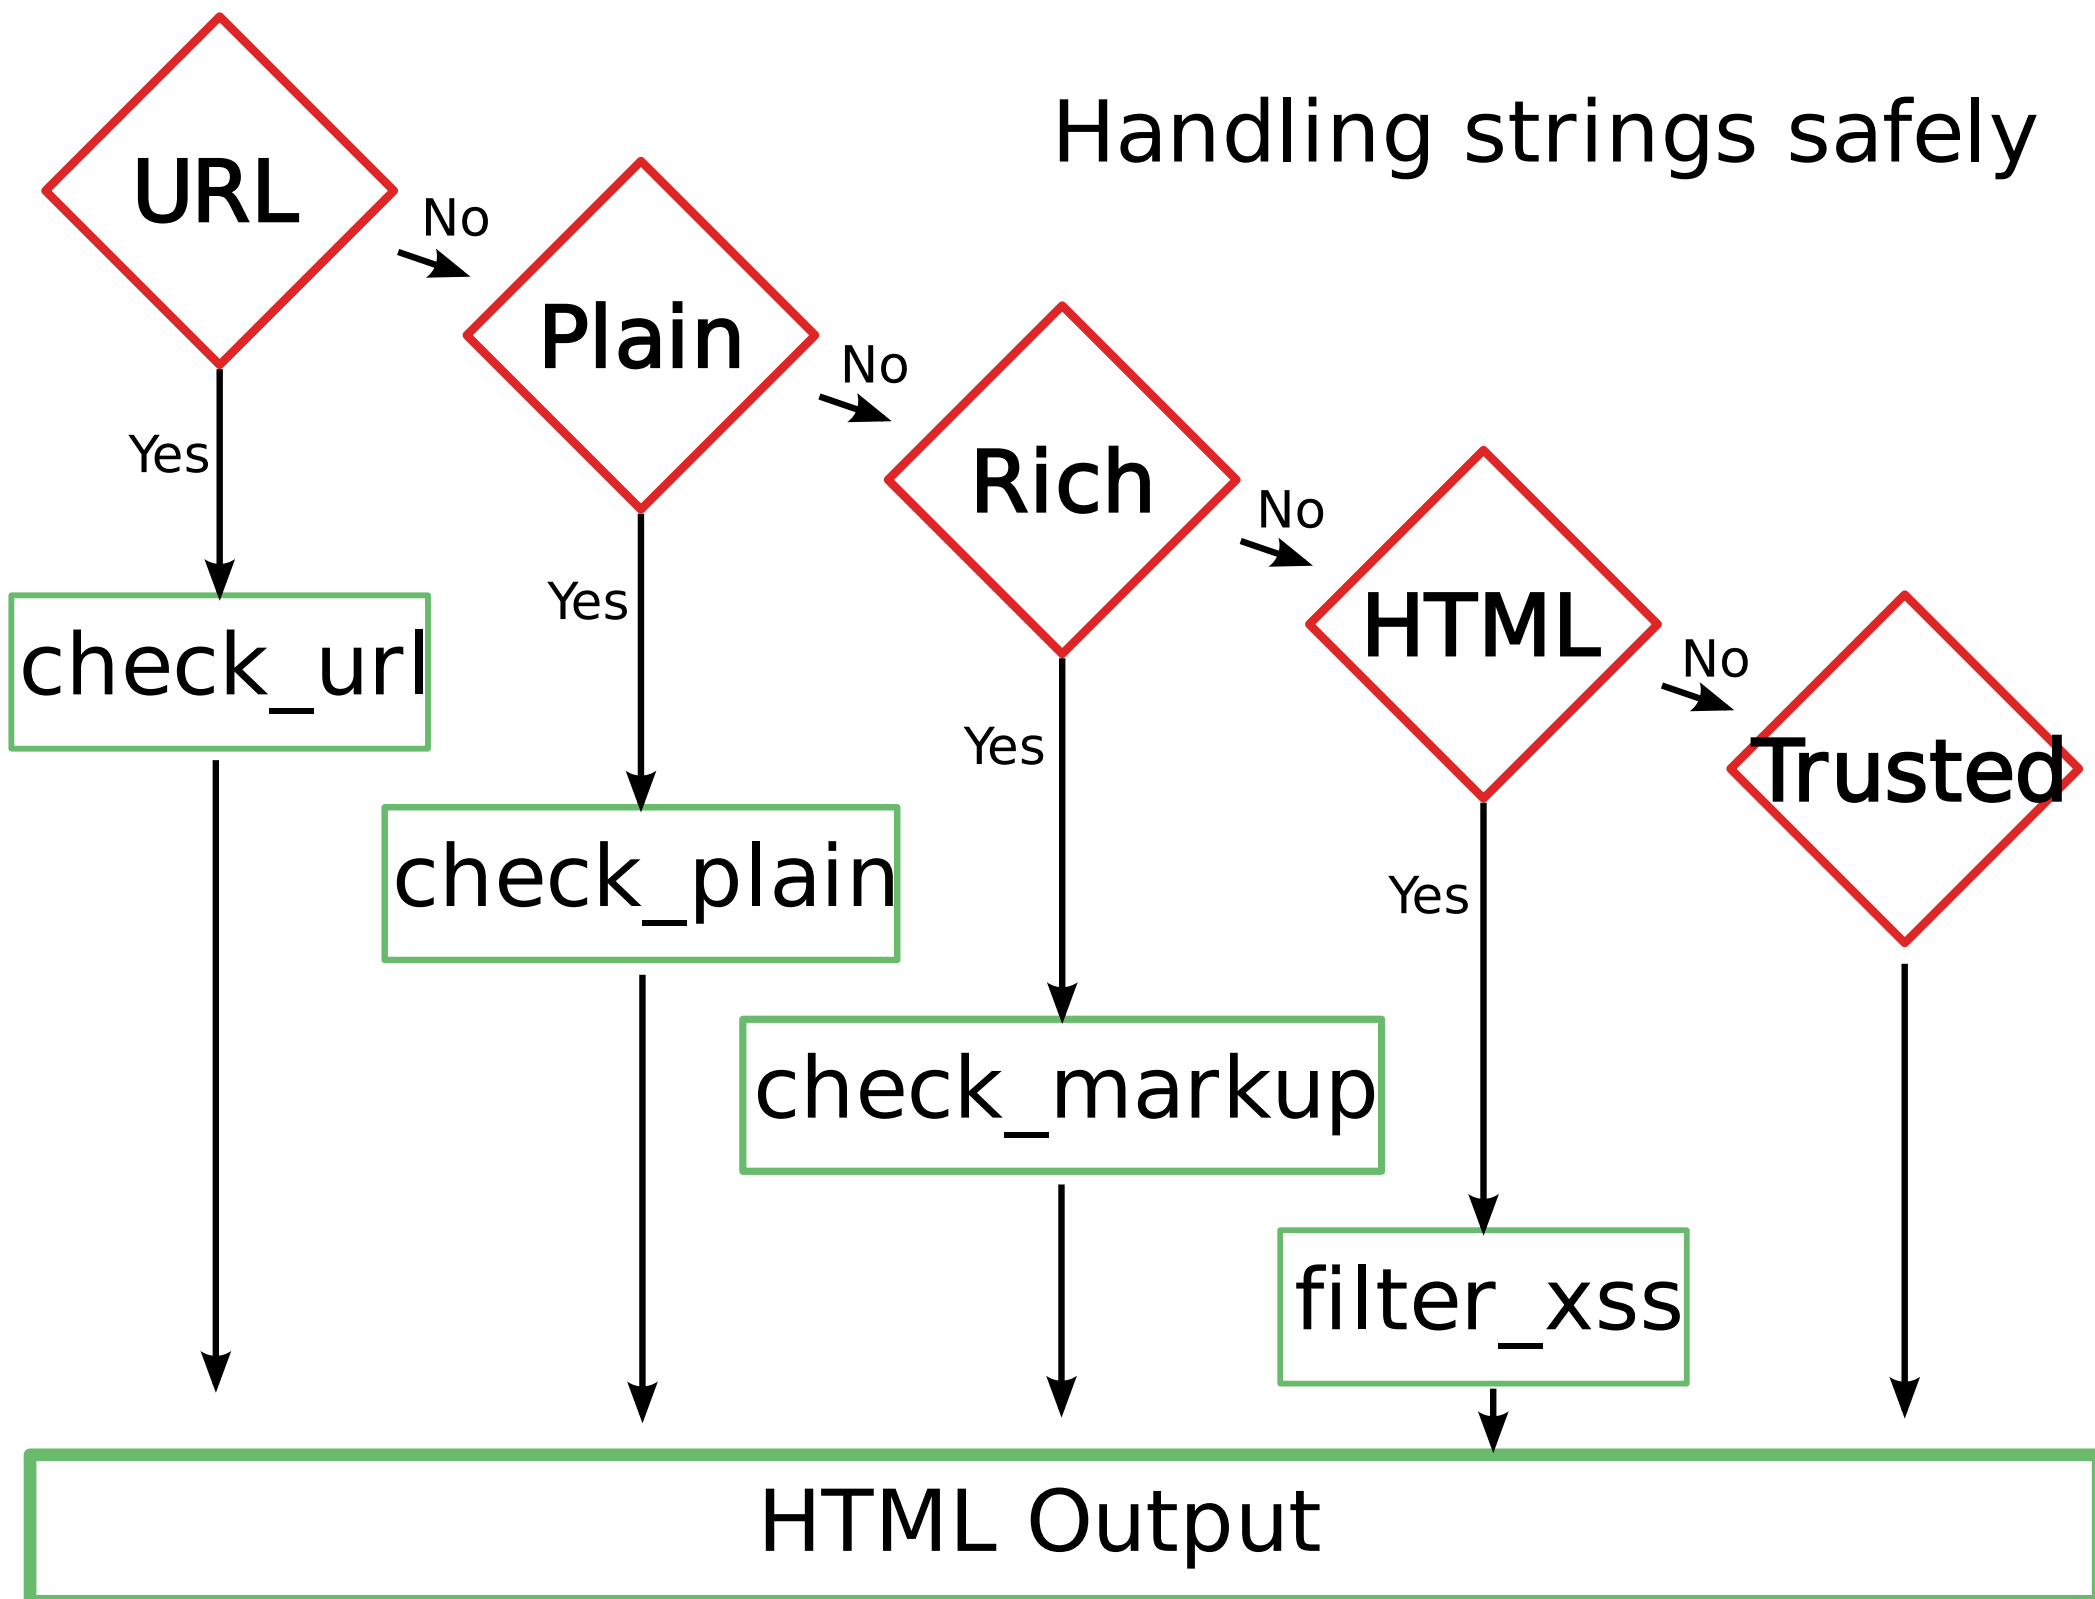 Handling strings safely
URL
No
Plain
No
Rich
No
HTML
No
Trusted
Yes
check_url
Yes
check_plain
Yes
check_markup
Yes
filter_xss
HTML Output